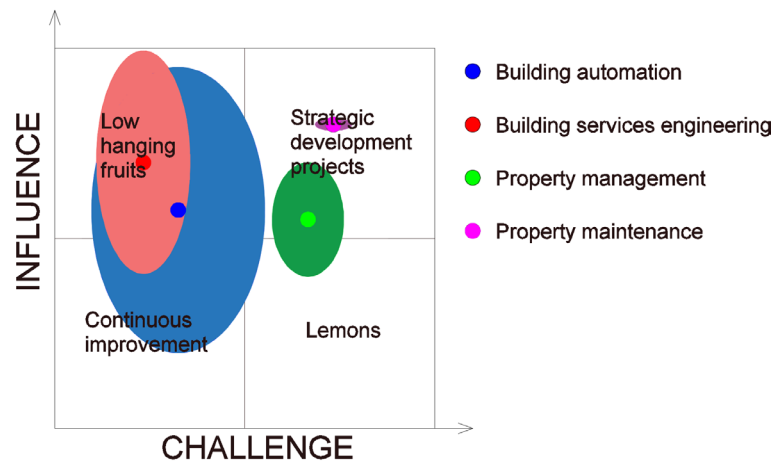 INFLUENCE
Low
hanging
fruits
Strategic
development
projects
Continuous
improvement
Lemons
CHALLENGE
Building automation
Building services engineering
Property management
Property maintenance